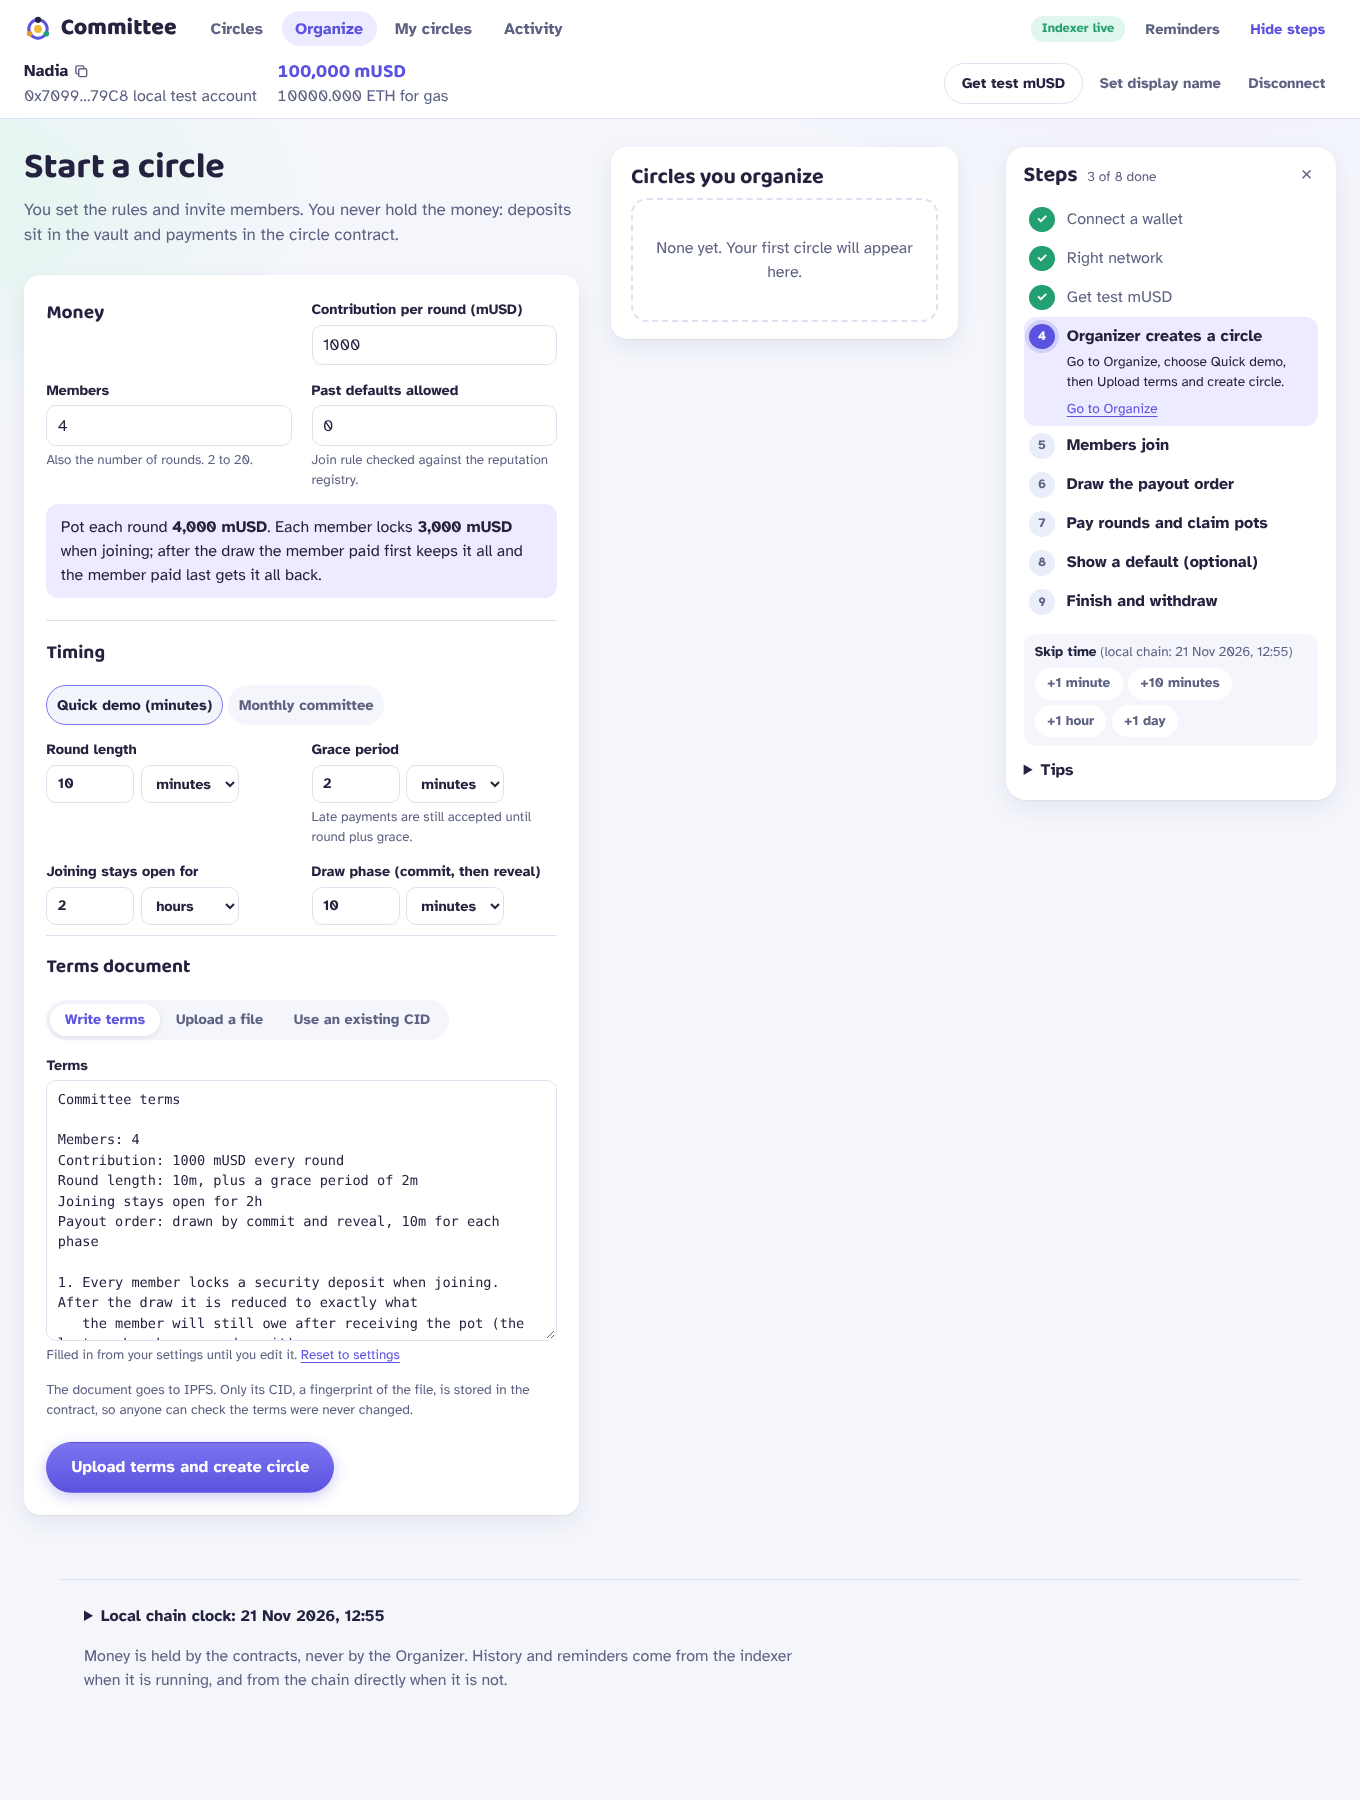 Committee
Circles
Organize
My circles
Activity
Indexer live
Reminders
Hide steps
Nadia
0x7099...79C8 local test account
100,000 mUSD
10000.000 ETH for gas
Get test mUSD
Set display name
Disconnect
Start a circle
You set the rules and invite members. You never hold the money: deposits
sit in the vault and payments in the circle contract.
Money
Contribution per round (mUSD)
1000
Members
4
Also the number of rounds. 2 to 20.
Past defaults allowed
0
Join rule checked against the reputation
registry.
Pot each round 4,000 mUSD. Each member locks 3,000 mUSD
when joining; after the draw the member paid first keeps it all and
the member paid last gets it all back.
Timing
Quick demo (minutes)
Monthly committee
Round length
10 minutes
Grace period
2 minutes
Late payments are still accepted until
round plus grace.
Joining stays open for
2 hours
Draw phase (commit, then reveal)
10 minutes
Terms document
Write terms
Upload a file
Use an existing CID
Terms
Committee terms
Members: 4
Contribution: 1000 mUSD every round
Round length: 10m, plus a grace period of 2m
Joining stays open for 2h
Payout order: drawn by commit and reveal, 10m for each
phase
1. Every member locks a security deposit when joining.
After the draw it is reduced to exactly what
the member will still owe after receiving the pot (the
Filled in from your settings until you edit it. Reset to settings
The document goes to IPFS. Only its CID, a fingerprint of the file, is stored in the
contract, so anyone can check the terms were never changed.
Upload terms and create circle
Circles you organize
None yet. Your first circle will appear
here.
Steps 3 of 8 done
×
Connect a wallet
Right network
Get test mUSD
4 Organizer creates a circle
Go to Organize, choose Quick demo,
then Upload terms and create circle.
Go to Organize
5 Members join
6 Draw the payout order
7 Pay rounds and claim pots
8 Show a default (optional)
9 Finish and withdraw
Skip time (local chain: 21 Nov 2026, 12:55)
+1 minute
+10 minutes
+1 hour
+1 day
Tips
Local chain clock: 21 Nov 2026, 12:55
Money is held by the contracts, never by the Organizer. History and reminders come from the indexer
when it is running, and from the chain directly when it is not.